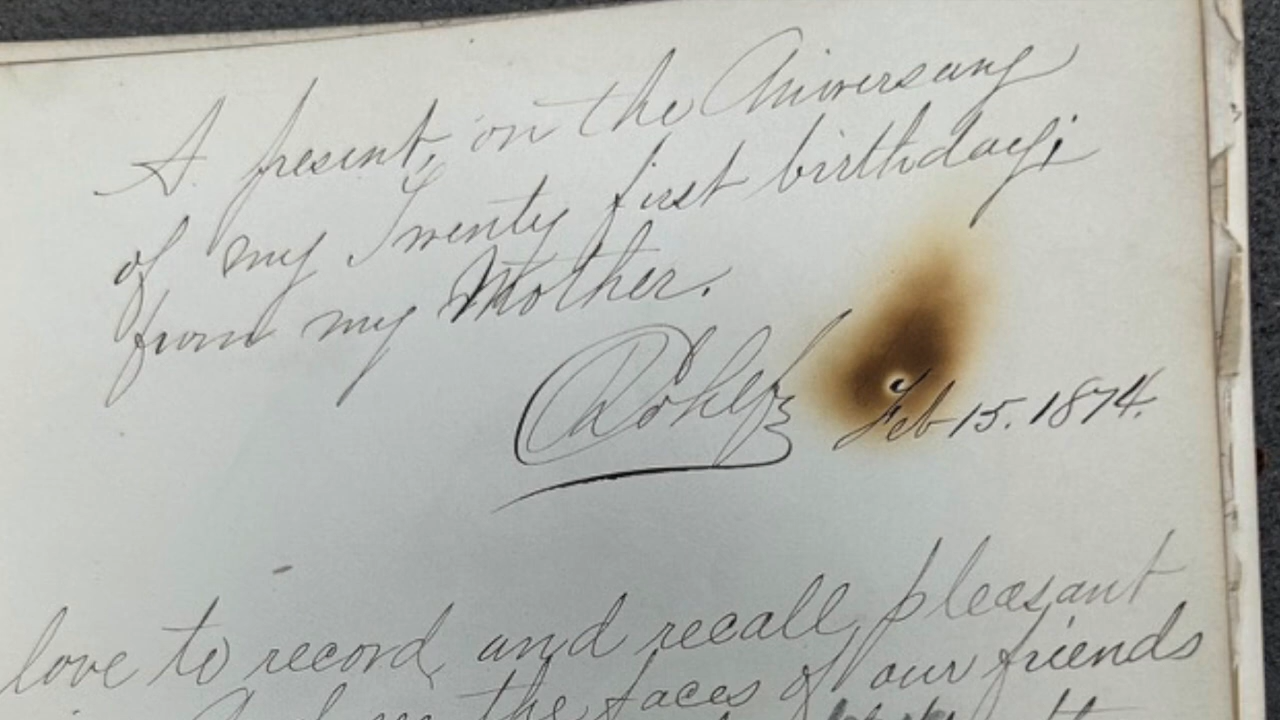 A present, on the Aniversary
of my Twenty first birthday;
from my Mother.
Feb 15. 1874.
love to record, and recall, pleasant
the faces of our friends